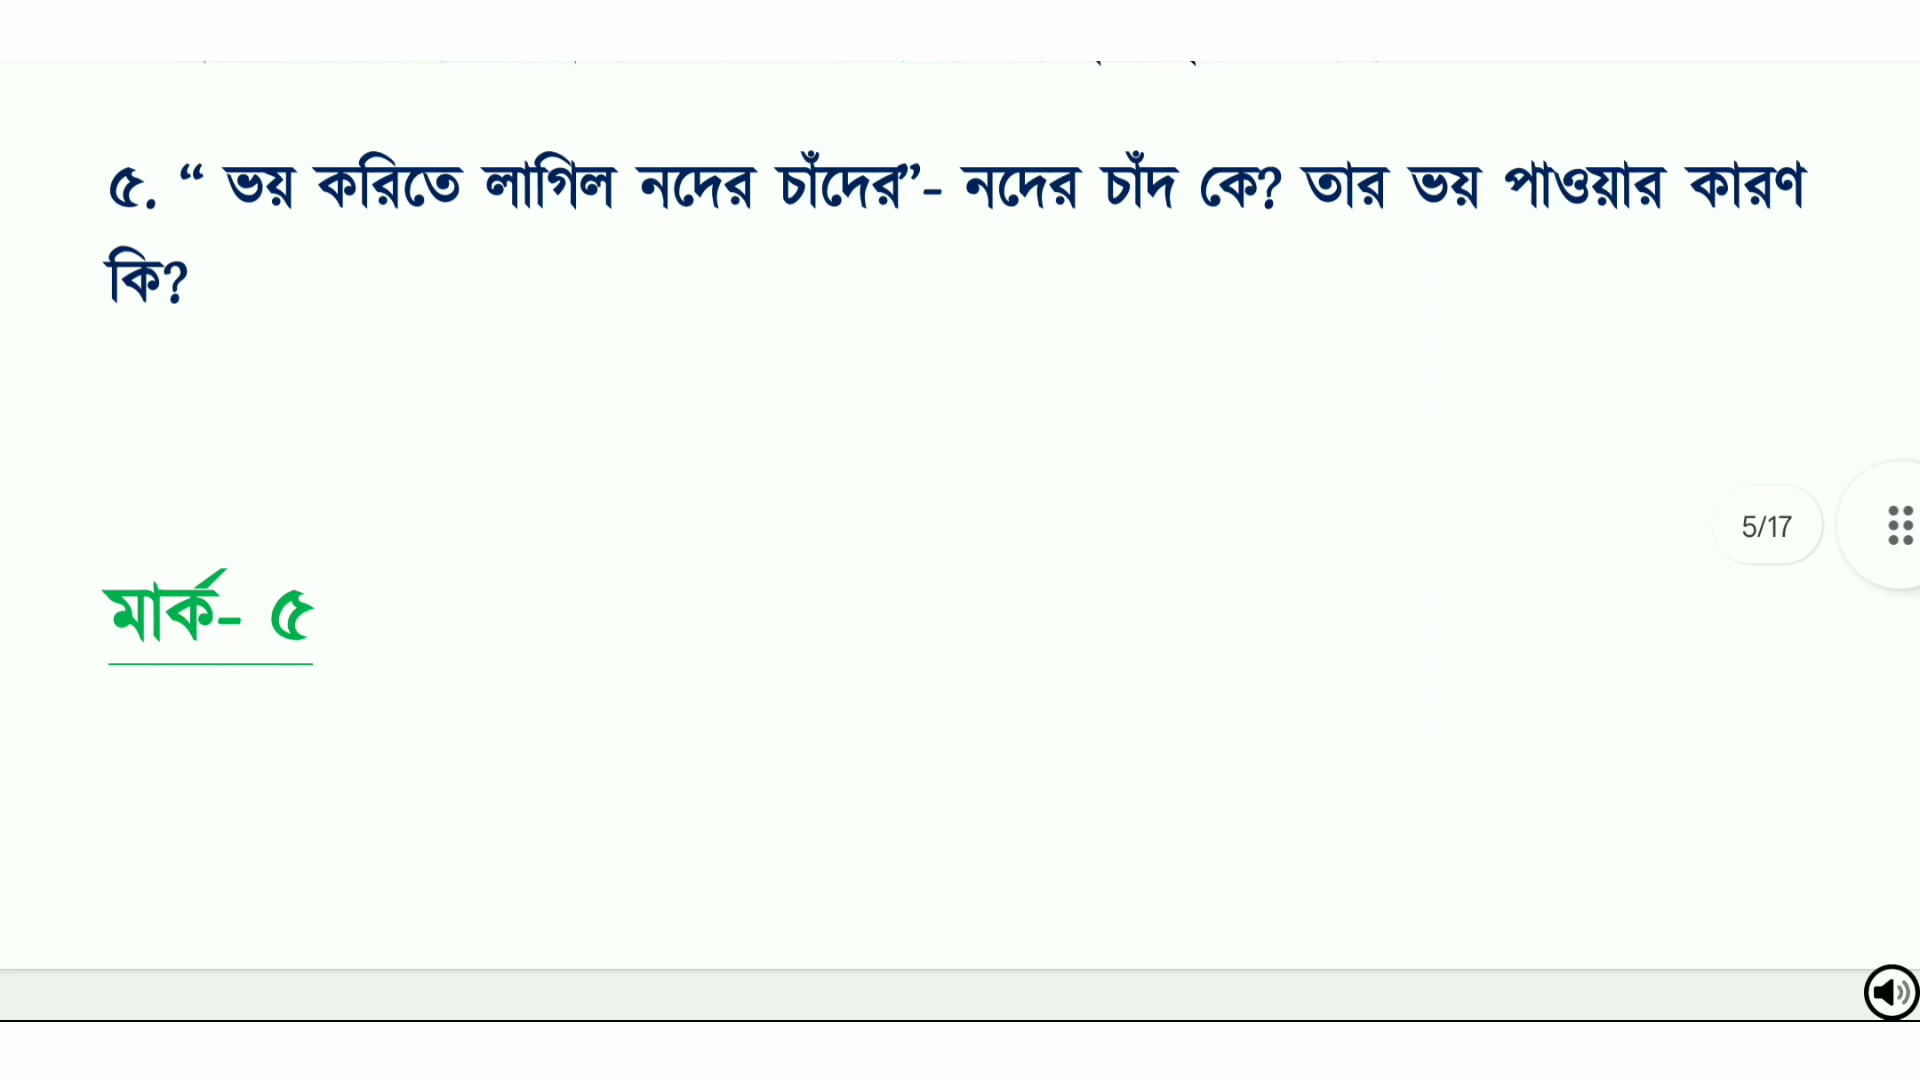 ৫. “ ভয় করিতে লাগিল নদের চাঁদের”- নদের চাঁদ কে? তার ভয় পাওয়ার কারণ
কি?
5/17
মার্ক- ৫